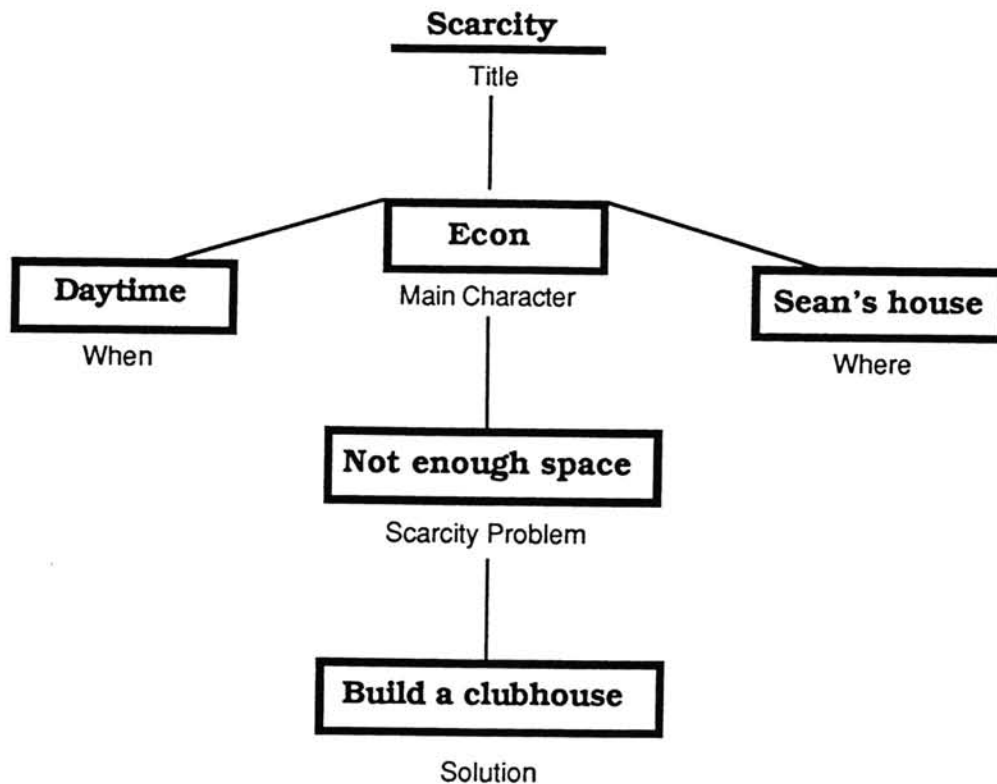 Scarcity
Title
Econ
Main Character
Daytime
When
Sean's house
Where
Not enough space
Scarcity Problem
Build a clubhouse
Solution